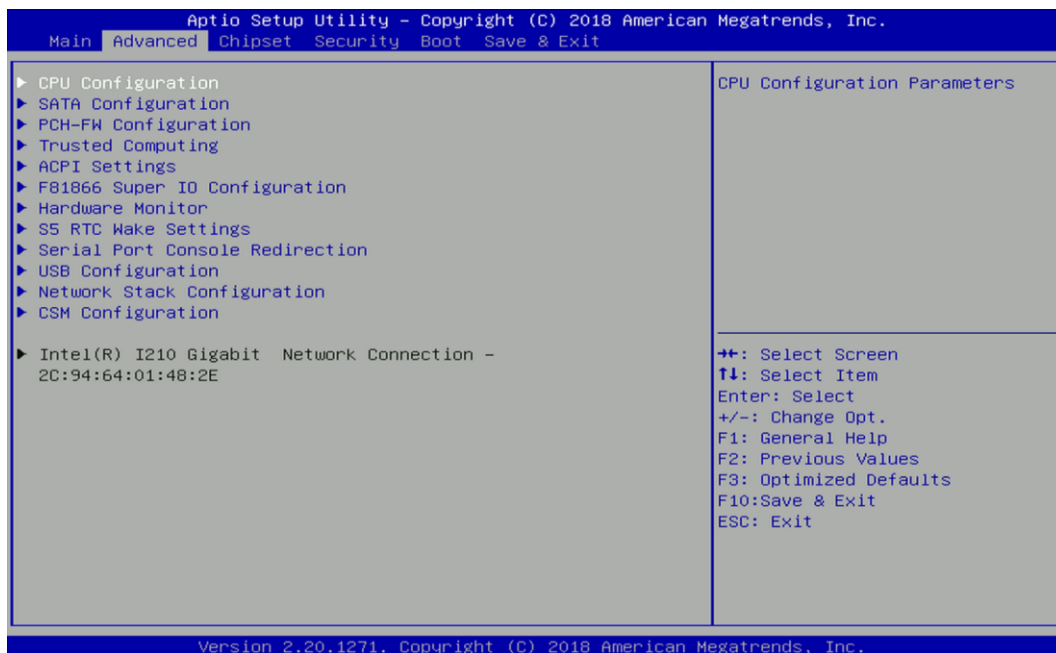 Aptio Setup Utility – Copyright (C) 2018 American Megatrends, Inc.
Main Advanced Chipset Security Boot Save & Exit
▶ CPU Configuration
▶ SATA Configuration
▶ PCH-FW Configuration
▶ Trusted Computing
▶ ACPI Settings
▶ F81866 Super IO Configuration
▶ Hardware Monitor
▶ S5 RTC Wake Settings
▶ Serial Port Console Redirection
▶ USB Configuration
▶ Network Stack Configuration
▶ CSM Configuration
▶ Intel(R) I210 Gigabit  Network Connection –
2C:94:64:01:48:2E
CPU Configuration Parameters
→←: Select Screen
↑↓: Select Item
Enter: Select
+/-: Change Opt.
F1: General Help
F2: Previous Values
F3: Optimized Defaults
F10:Save & Exit
ESC: Exit
Version 2.20.1271. Copyright (C) 2018 American Megatrends, Inc.